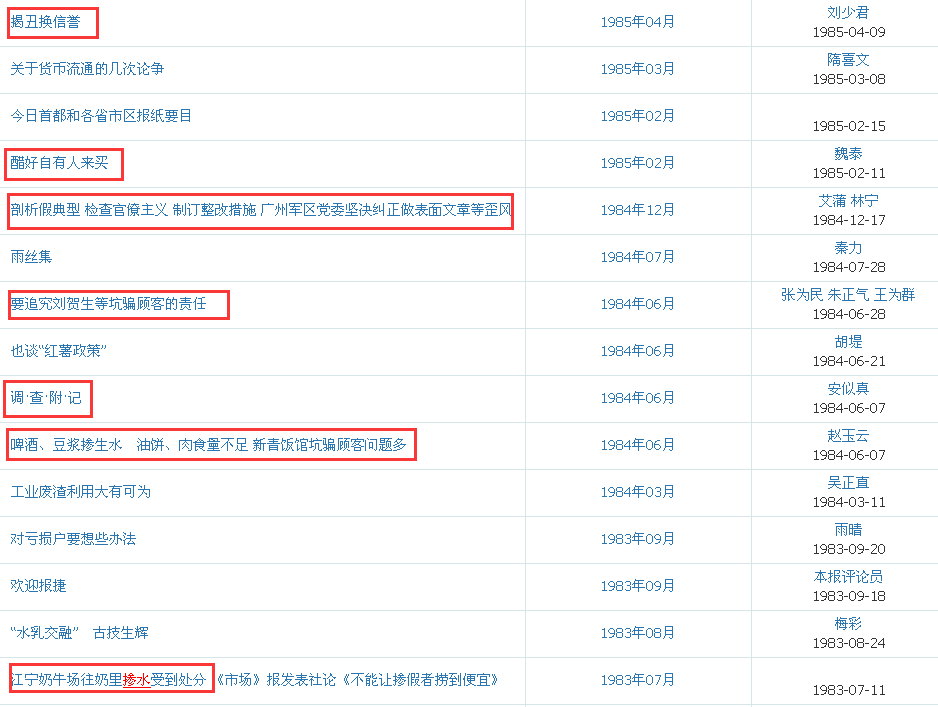 揭丑换信誉
1985年04月
刘少君
1985-04-09
关于货币流通的几次论争
1985年03月
隋喜文
1985-03-08
今日首都和各省市区报纸要目
1985年02月
1985-02-15
醋好自有人来买
1985年02月
魏泰
1985-02-11
剖析假典型 检查官僚主义 制订整改措施 广州军区党委坚决纠正做表面文章等歪风
1984年12月
艾蒲 林宁
1984-12-17
雨丝集
1984年07月
秦力
1984-07-28
要追究刘贺生等坑骗顾客的责任
1984年06月
张为民 朱正气 王为群
1984-06-28
也谈“红薯政策”
1984年06月
胡堤
1984-06-21
调·查·附·记
1984年06月
安似真
1984-06-07
啤酒、豆浆掺生水　油饼、肉食量不足 新青饭馆坑骗顾客问题多
1984年06月
赵玉云
1984-06-07
工业废渣利用大有可为
1984年03月
吴正直
1984-03-11
对亏损户要想些办法
1983年09月
雨晴
1983-09-20
欢迎报捷
1983年09月
本报评论员
1983-09-18
“水乳交融”　古技生辉
1983年08月
梅彩
1983-08-24
江宁奶牛场往奶里掺水受到处分《市场》报发表社论《不能让掺假者捞到便宜》
1983年07月
1983-07-11